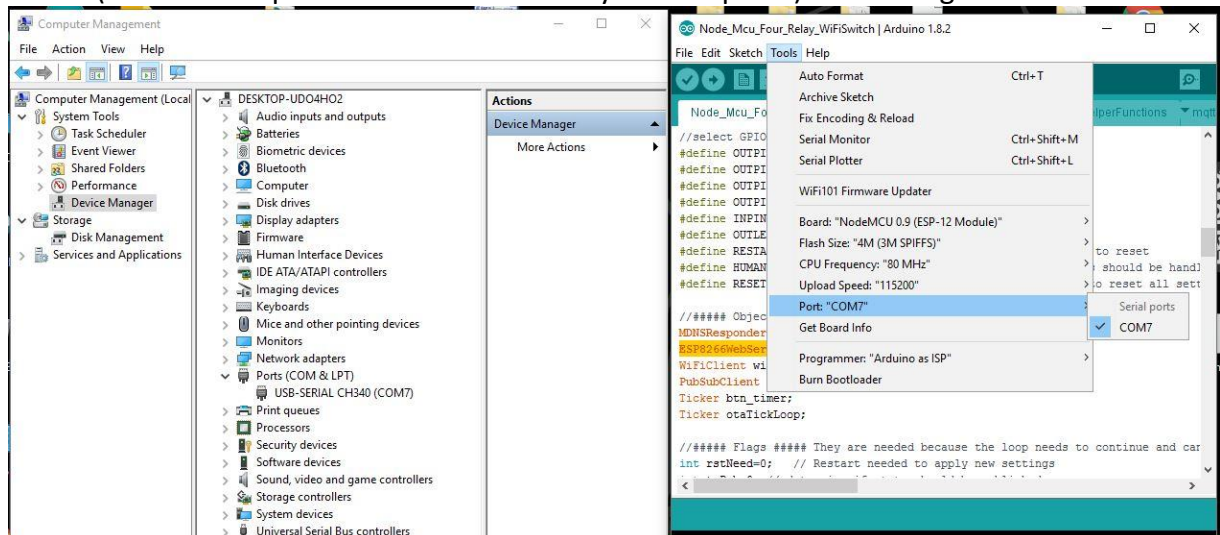 Computer Management
File Action View Help
Computer Management (Local
System Tools
Task Scheduler
Event Viewer
Shared Folders
Performance
Device Manager
Storage
Disk Management
Services and Applications
DESKTOP-UDO4HO2
Audio inputs and outputs
Batteries
Biometric devices
Bluetooth
Computer
Disk drives
Display adapters
Firmware
Human Interface Devices
IDE ATA/ATAPI controllers
Imaging devices
Keyboards
Mice and other pointing devices
Monitors
Network adapters
Ports (COM & LPT)
USB-SERIAL CH340 (COM7)
Print queues
Processors
Security devices
Software devices
Sound, video and game controllers
Storage controllers
System devices
Universal Serial Bus controllers
Actions
Device Manager
More Actions
Node_Mcu_Four_Relay_WiFiSwitch | Arduino 1.8.2
File Edit Sketch Tools Help
Node_Mcu_Fo
elperFunctions
mqtt
Auto Format Ctrl+T
Archive Sketch
Fix Encoding & Reload
Serial Monitor Ctrl+Shift+M
Serial Plotter Ctrl+Shift+L
WiFi101 Firmware Updater
Board: "NodeMCU 0.9 (ESP-12 Module)"
Flash Size: "4M (3M SPIFFS)"
CPU Frequency: "80 MHz"
Upload Speed: "115200"
Port: "COM7"
Get Board Info
Programmer: "Arduino as ISP"
Burn Bootloader
Serial ports
COM7
//select GPIO
#define OUTPI
#define OUTPI
#define OUTPI
#define OUTPI
#define INPIN
#define OUTLE
#define RESTA to reset
#define HUMAN should be handl
#define RESET o reset all sett
//##### Objec
MDNSResponder
ESP8266WebSer
WiFiClient wi
PubSubClient
Ticker btn_timer;
Ticker otaTickLoop;
//##### Flags ##### They are needed because the loop needs to continue and car
int rstNeed=0; // Restart needed to apply new settings